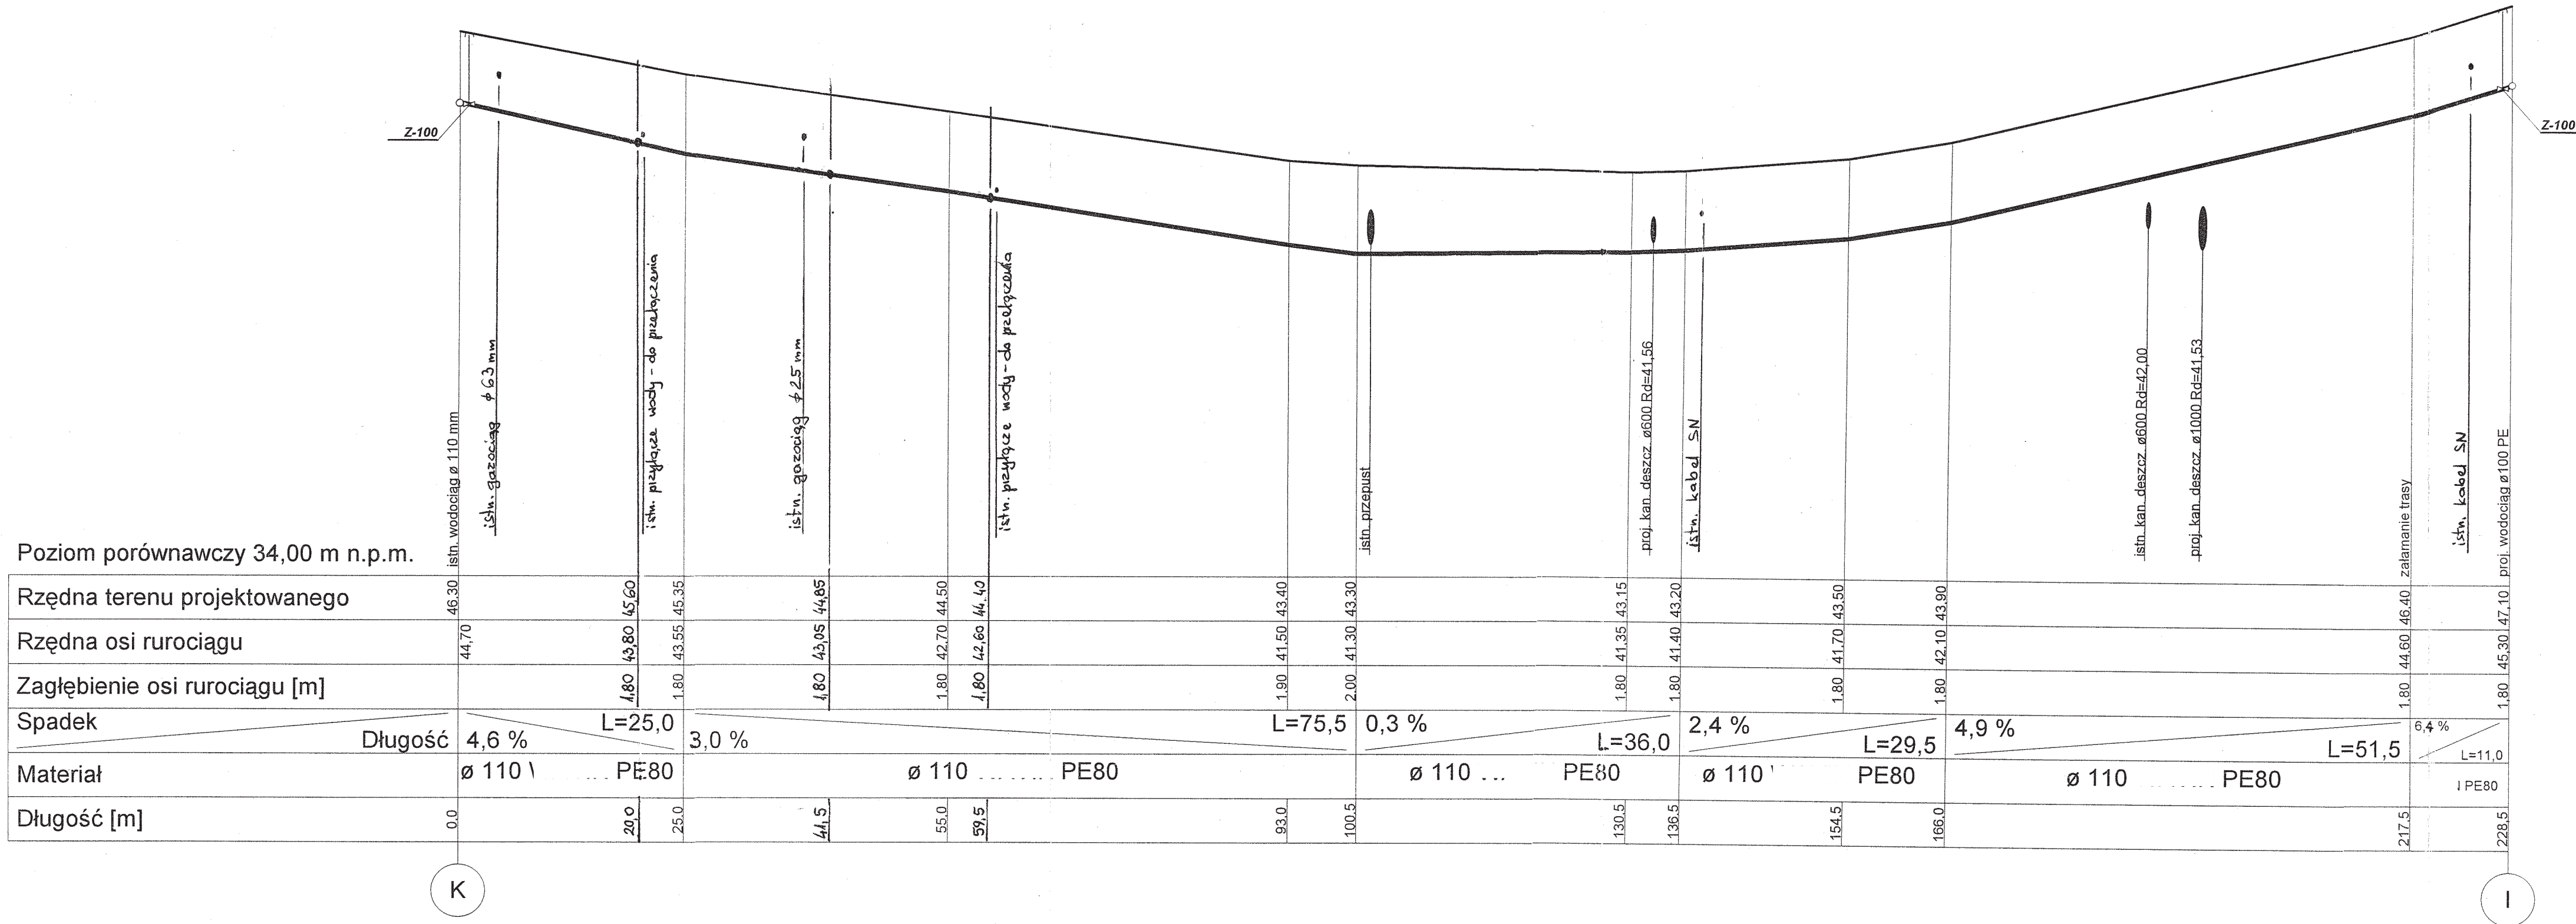 Z-100
Z-100
istn. wodociąg ø 110 mm
istn. gazociąg ϕ 63 mm
istn. przyłącze wody - do przełączenia
istn. gazociąg ϕ 25 mm
istn. przyłącze wody - do przełączenia
istn. przepust
proj. kan. deszcz. ø600 Rd=41,56
istn. kabel SN
istn. kan. deszcz. ø600 Rd=42,00
proj. kan. deszcz. ø1000 Rd=41,53
załamanie trasy
istn. kabel SN
proj. wodociąg ø100 PE
Poziom porównawczy 34,00 m n.p.m.
Rzędna terenu projektowanego 46.30 45,60 45.35 44,85 44.50 44.40 43.40 43.30 43.15 43.20 43.50 43.90 46.40 47.10
Rzędna osi rurociągu 44,70 43,80 43.55 43,05 42.70 42,60 41.50 41.30 41.35 41.40 41.70 42.10 44.60 45.30
Zagłębienie osi rurociągu [m] 1,80 1.80 1,80 1.80 1,80 1.90 2.00 1.80 1.80 1.80 1.80 1.80 1,80
Spadek L=25,0 L=75,5 0,3 % 2,4 % 4,9 % 6,4 %
Długość 4,6 % 3,0 % L=36,0 L=29,5 L=51,5 L=11,0
Materiał ø 110 PE80 ø 110 PE80 ø 110 PE80 ø 110 PE80 ø 110 PE80 PE80
Długość [m] 0.0 20,0 25.0 41,5 55.0 59,5 93.0 100.5 130.5 136.5 154.5 166.0 217.5 228,5
K I